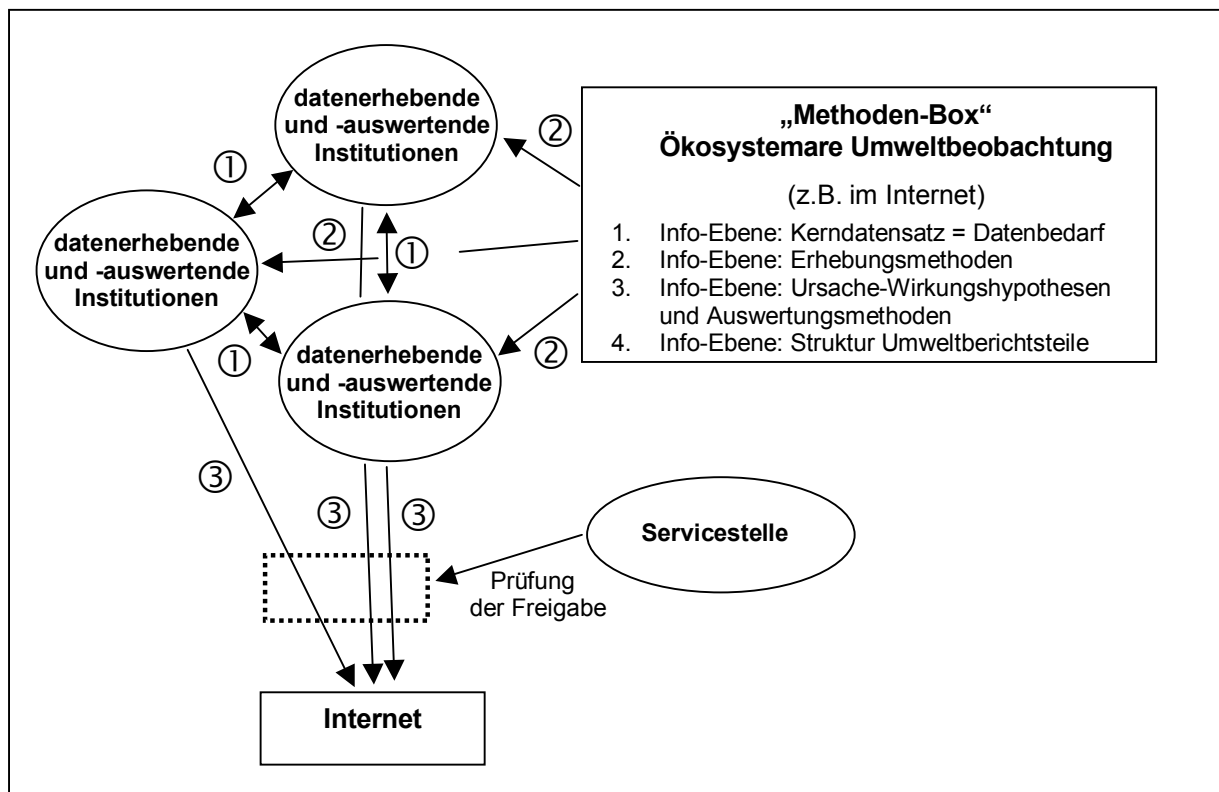 datenerhebende
und -auswertende
Institutionen
②
„Methoden-Box“
Ökosystemare Umweltbeobachtung
(z.B. im Internet)
1. Info-Ebene: Kerndatensatz = Datenbedarf
2. Info-Ebene: Erhebungsmethoden
3. Info-Ebene: Ursache-Wirkungshypothesen
und Auswertungsmethoden
4. Info-Ebene: Struktur Umweltberichtsteile
①
②
①
datenerhebende
und -auswertende
Institutionen
①
datenerhebende
und -auswertende
Institutionen
②
③
③
③
Servicestelle
Prüfung
der Freigabe
Internet